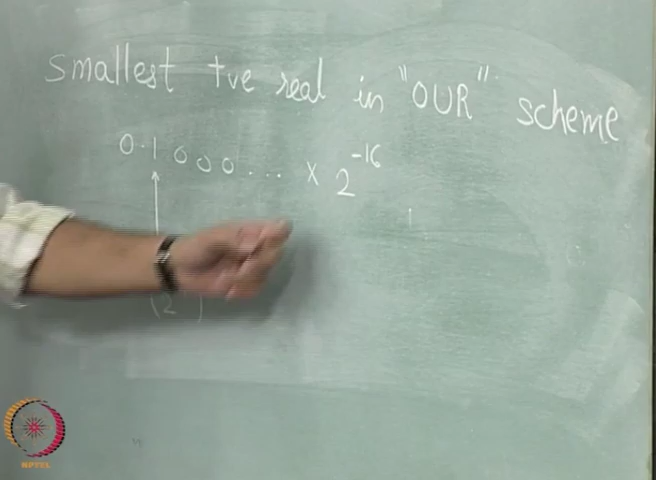 Smallest +ve real in "OUR" scheme
0.1000... x 2^-16
(2 )
NPTEL